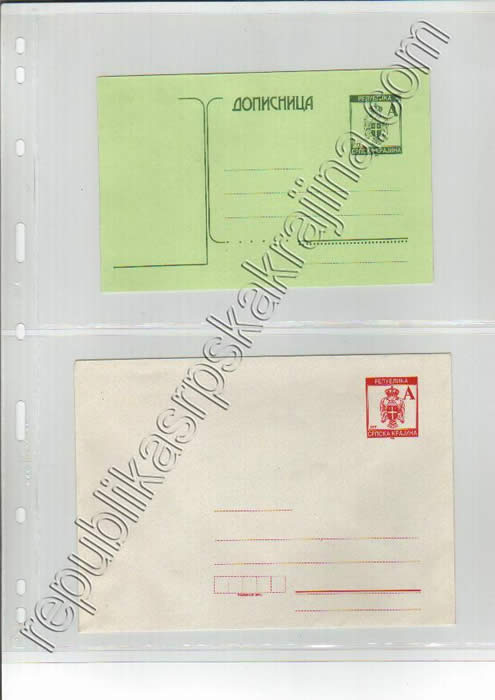 ДОПИСНИЦА
РЕПУБЛИКА
А
СРПСКА КРАЈИНА
РЕПУБЛИКА
А
СРПСКА КРАЈИНА
republikasrpskakrajina.com